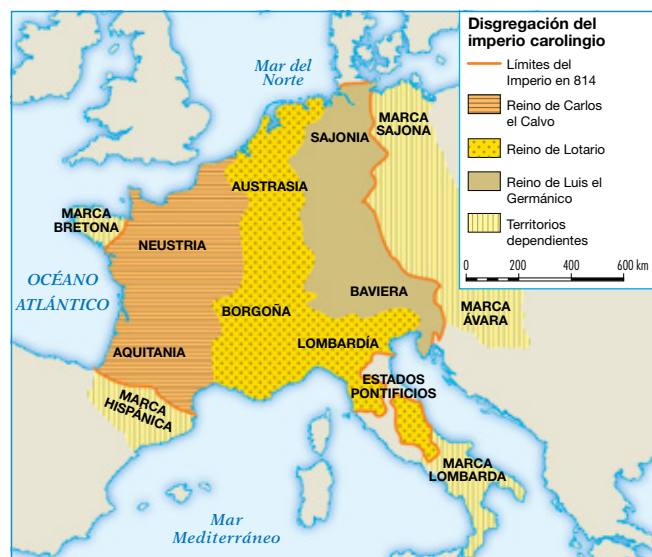 Disgregación del
imperio carolingio
Límites del
Imperio en 814
Reino de Carlos
el Calvo
Reino de Lotario
Reino de Luis el
Germánico
Territorios
dependientes
0 200 400 600 km
Mar del
Norte
SAJONIA
MARCA
SAJONA
AUSTRASIA
MARCA
BRETONA
NEUSTRIA
OCÉANO
ATLÁNTICO
BAVIERA
BORGOÑA
MARCA
ÁVARA
LOMBARDÍA
AQUITANIA
ESTADOS
PONTIFICIOS
MARCA
HISPÁNICA
MARCA
LOMBARDA
Mar
Mediterráneo